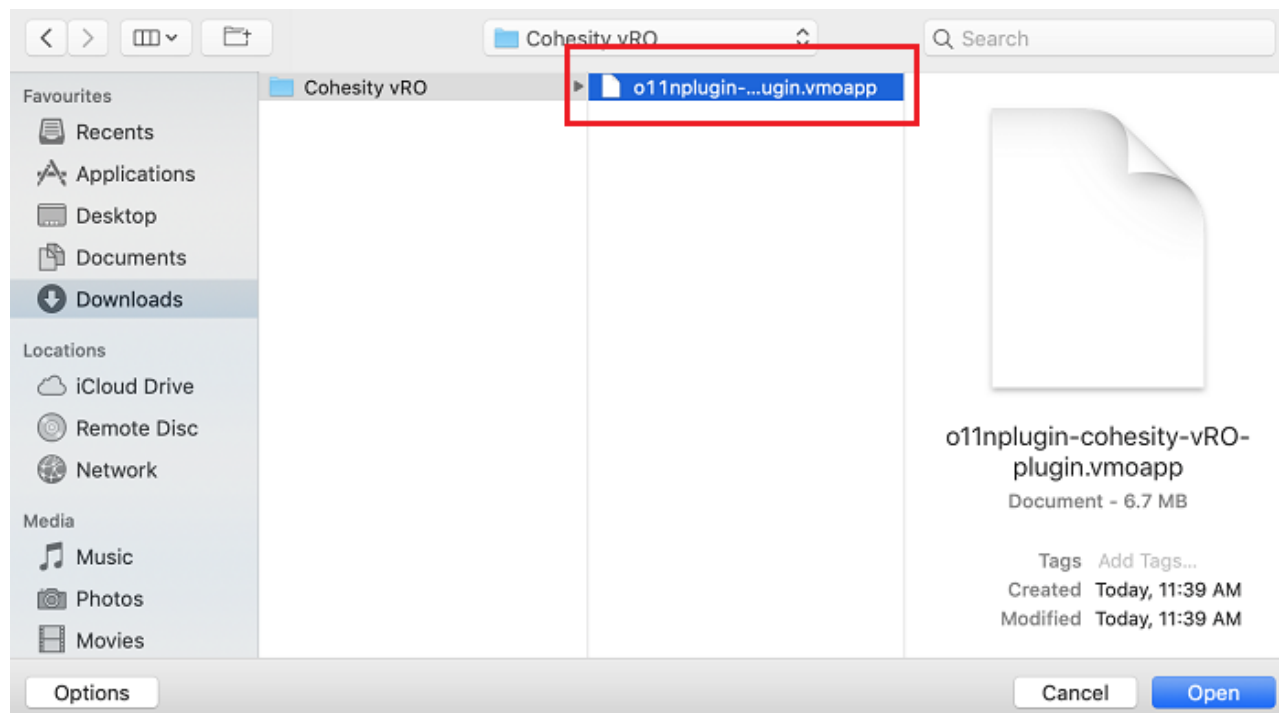 Cohesity vRO
Search
Favourites
Recents
Applications
Desktop
Documents
Downloads
Locations
iCloud Drive
Remote Disc
Network
Media
Music
Photos
Movies
Cohesity vRO
o11nplugin-...ugin.vmoapp
o11nplugin-cohesity-vRO-
plugin.vmoapp
Document - 6.7 MB
Tags Add Tags...
Created Today, 11:39 AM
Modified Today, 11:39 AM
Options
Cancel
Open